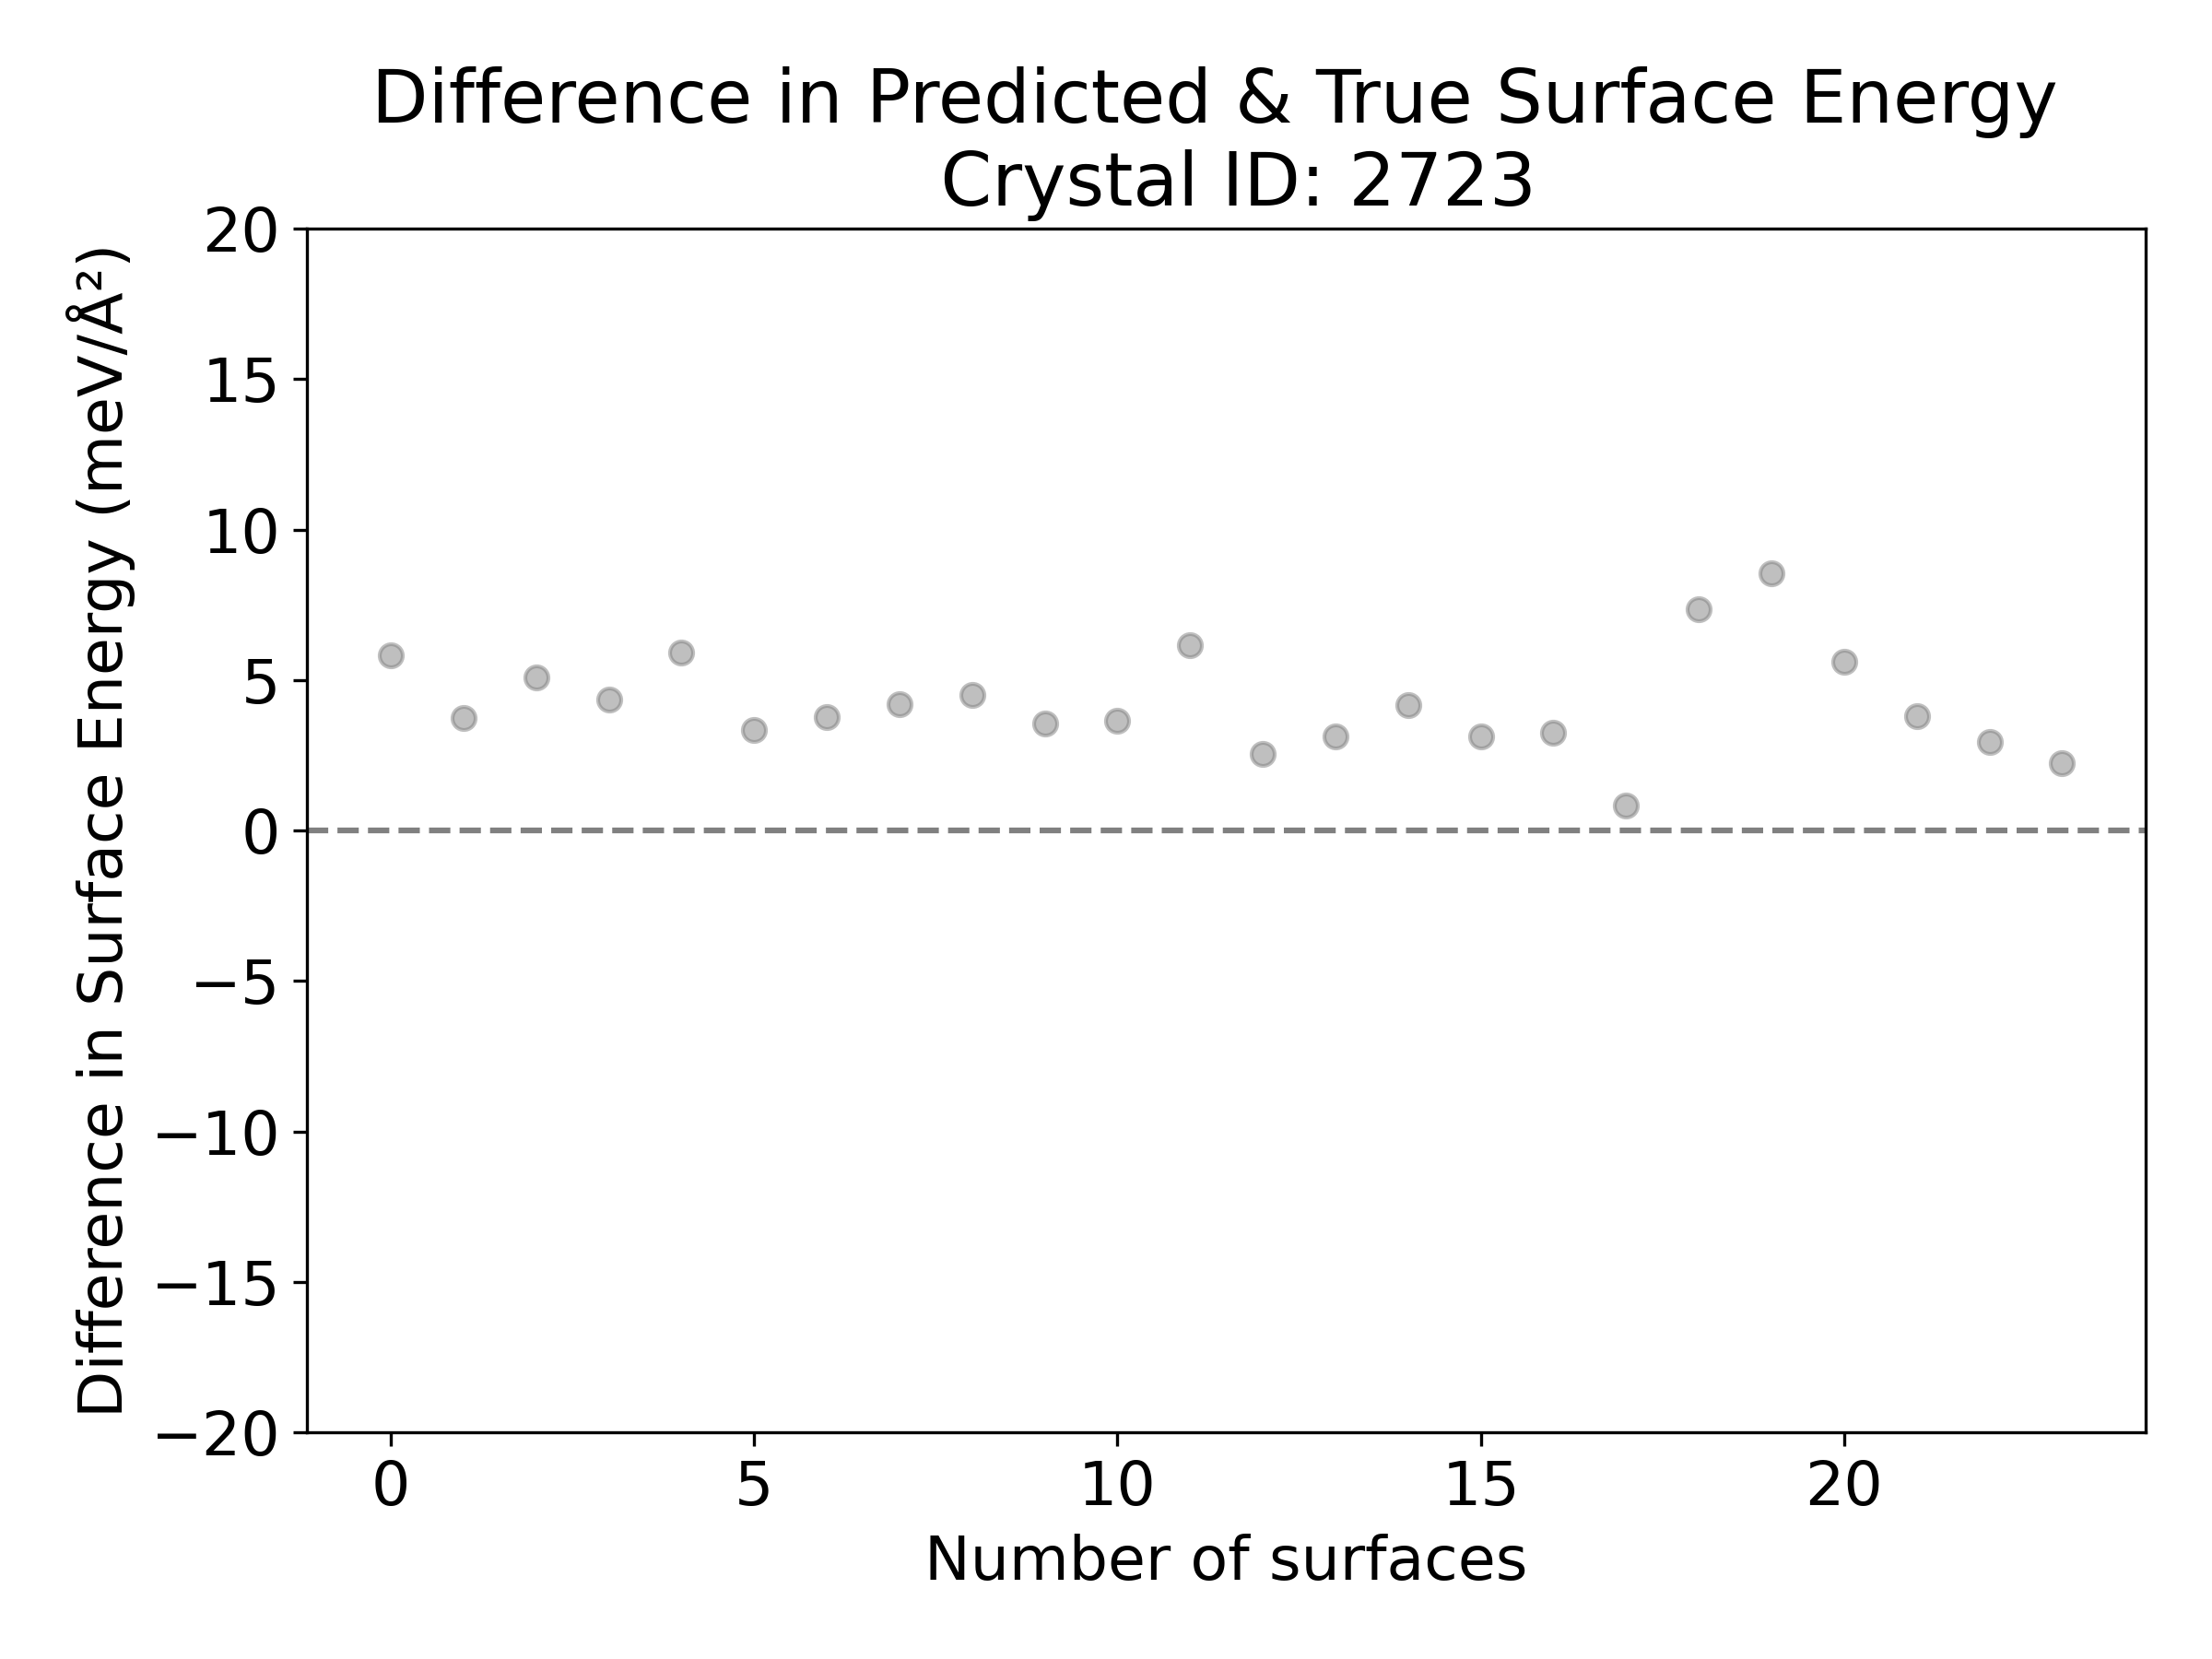 Difference in Predicted & True Surface Energy
Crystal ID: 2723
Difference in Surface Energy (meV/Å²)
20
15
10
5
0
−5
−10
−15
−20
0 5 10 15 20
Number of surfaces